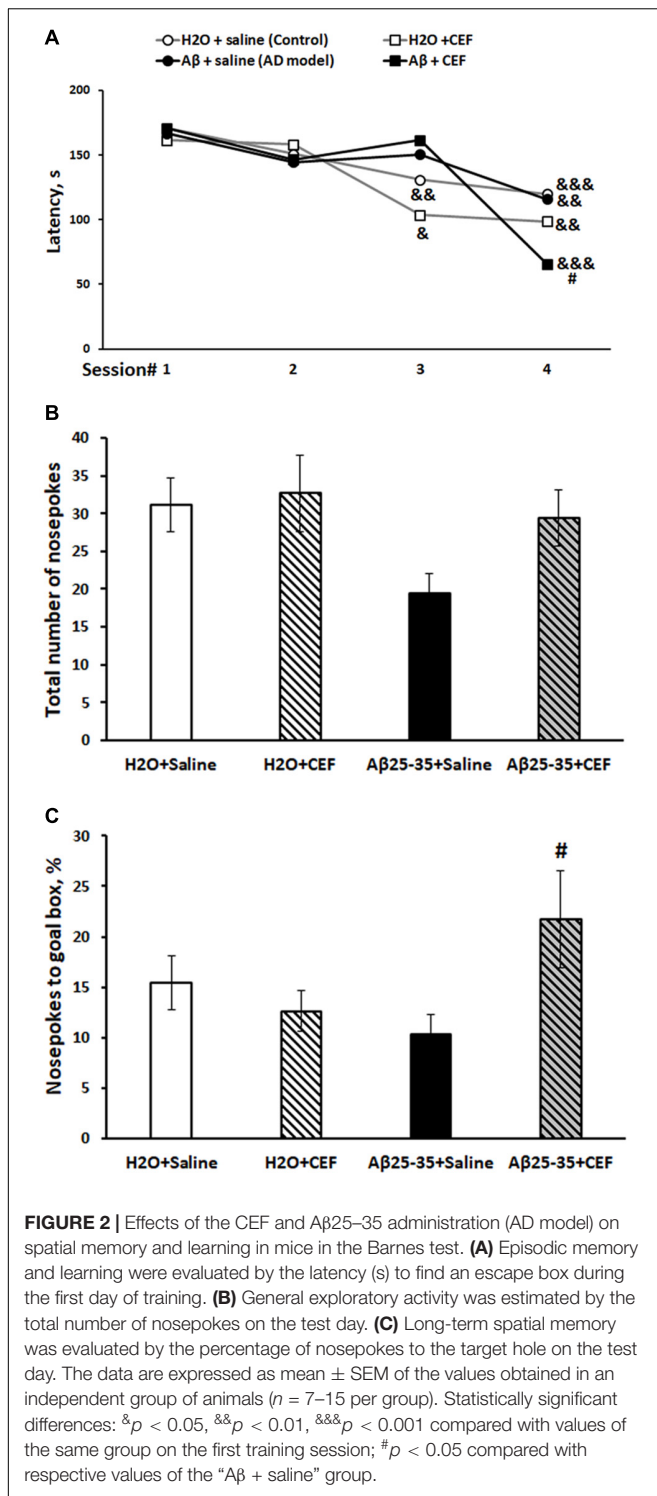 A
H2O + saline (Control) H2O +CEF
Aβ + saline (AD model) Aβ + CEF
200
150
100
50
0
Latency, s
&&
&
&&&
&&
&&
&&&
#
Session# 1 2 3 4
B
40
35
30
25
20
15
10
5
0
Total number of nosepokes
H2O+Saline H2O+CEF Aβ25-35+Saline Aβ25-35+CEF
C
30
25
20
15
10
5
0
Nosepokes to goal box, %
#
H2O+Saline H2O+CEF Aβ25-35+Saline Aβ25-35+CEF
FIGURE 2 | Effects of the CEF and Aβ25–35 administration (AD model) on
spatial memory and learning in mice in the Barnes test. (A) Episodic memory
and learning were evaluated by the latency (s) to find an escape box during
the first day of training. (B) General exploratory activity was estimated by the
total number of nosepokes on the test day. (C) Long-term spatial memory
was evaluated by the percentage of nosepokes to the target hole on the test
day. The data are expressed as mean ± SEM of the values obtained in an
independent group of animals (n = 7–15 per group). Statistically significant
differences: &p < 0.05, &&p < 0.01, &&&p < 0.001 compared with values of
the same group on the first training session; #p < 0.05 compared with
respective values of the “Aβ + saline” group.